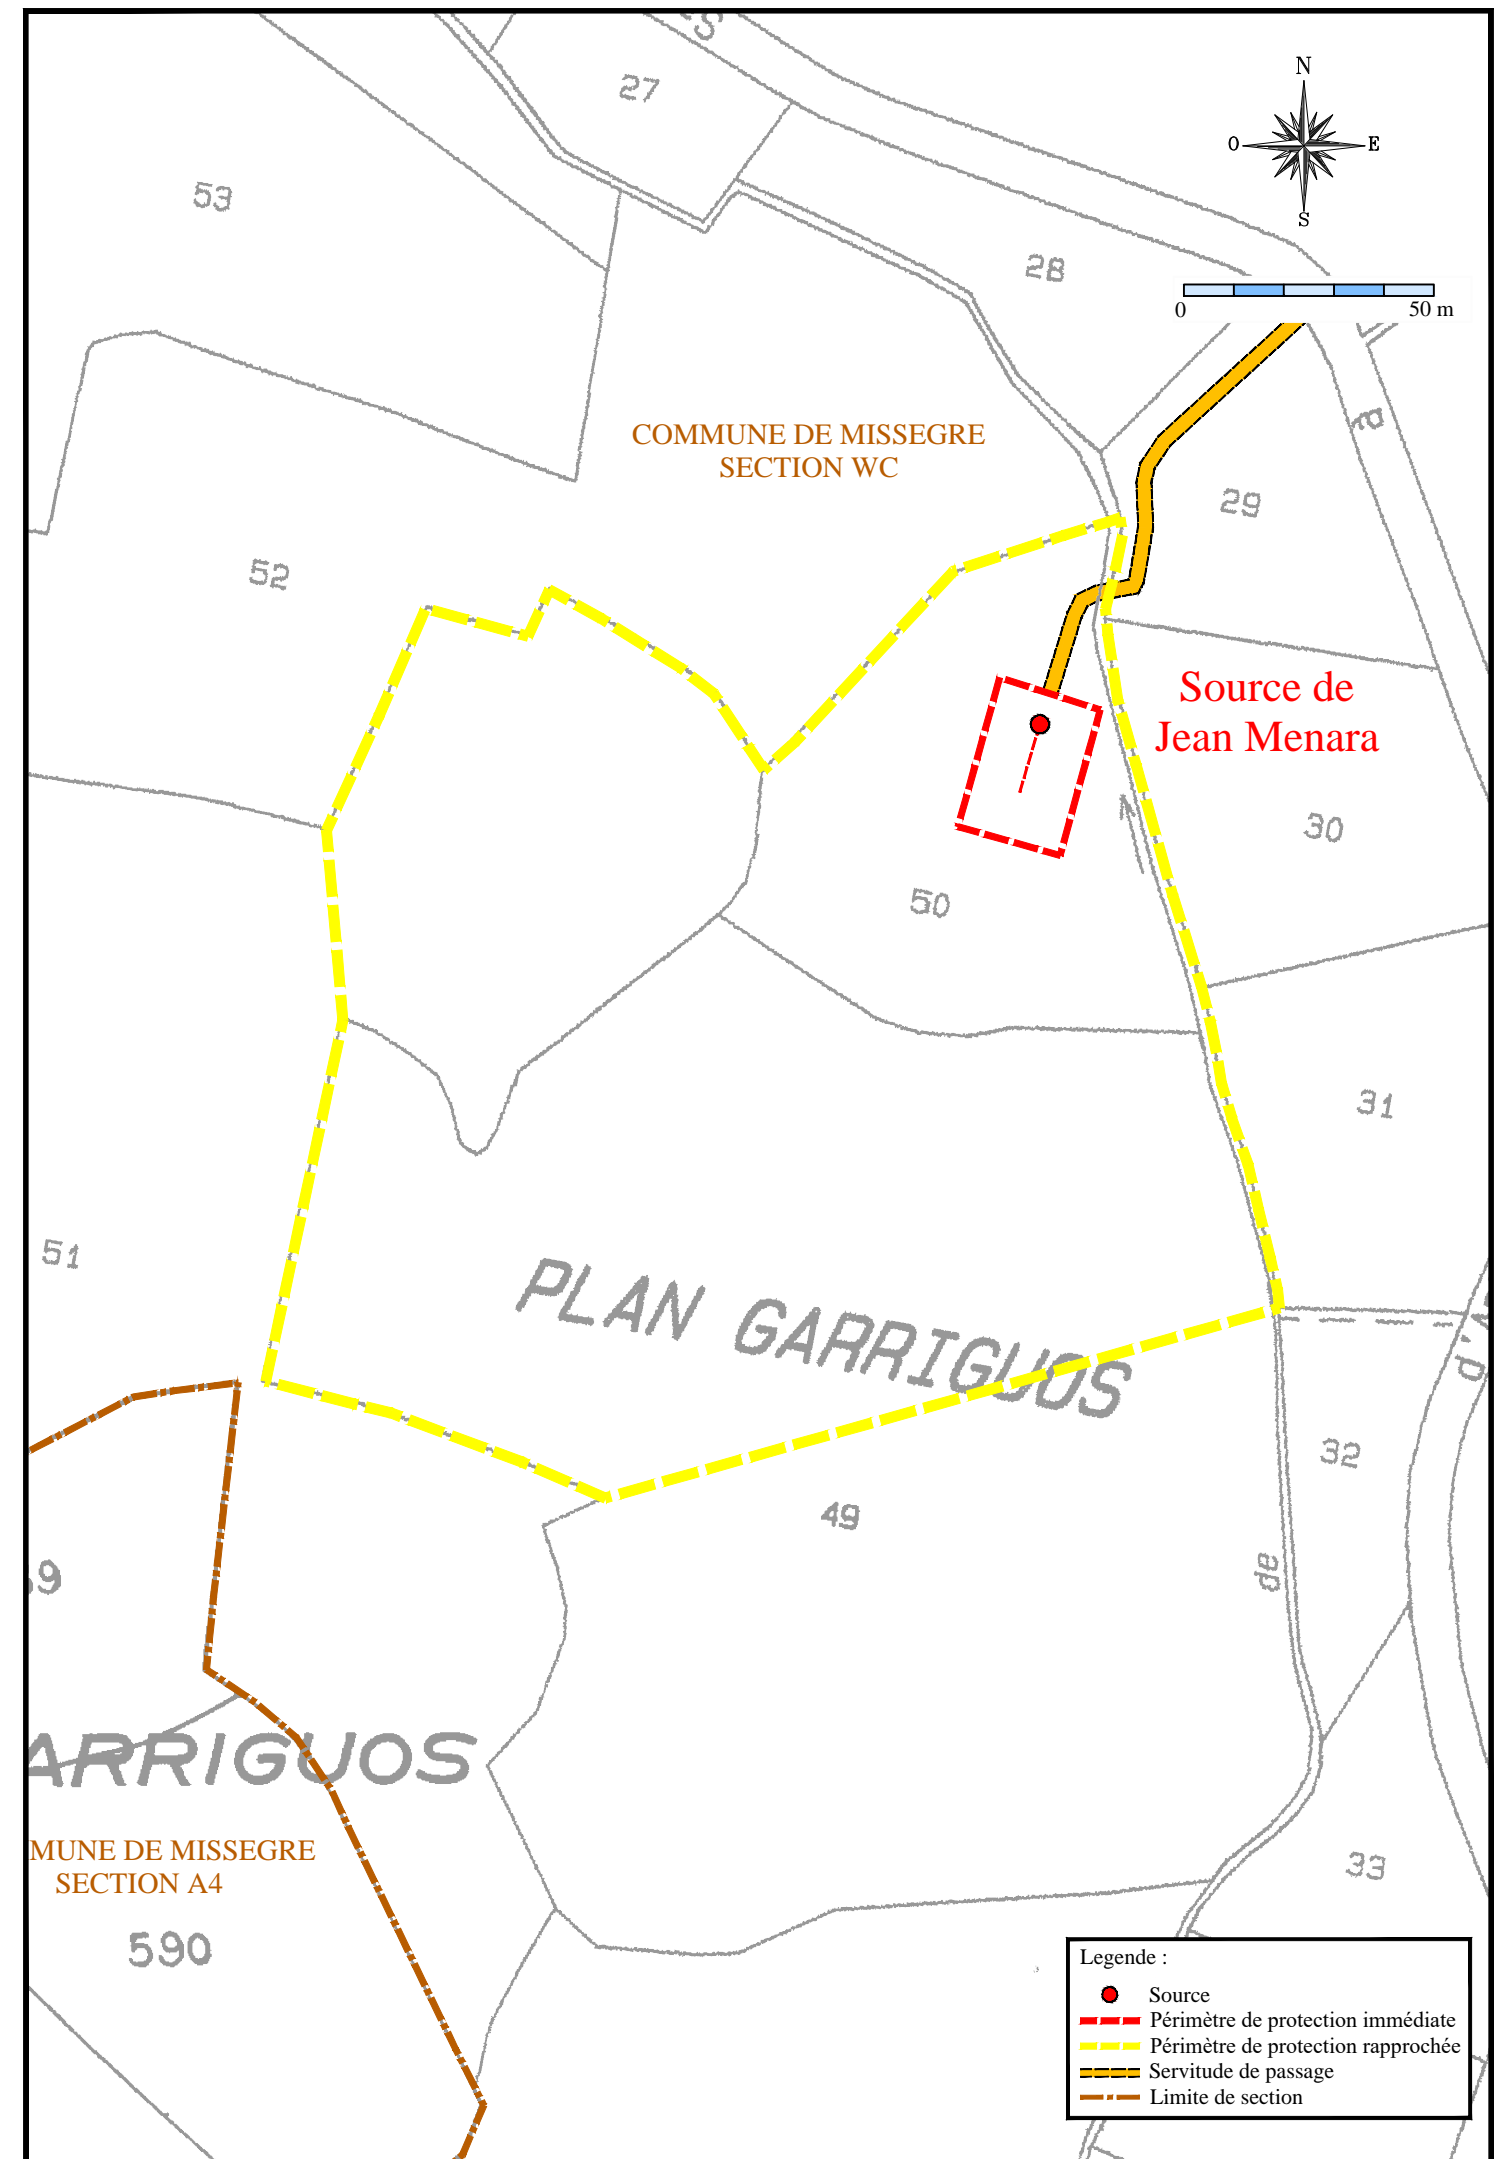 27
N
O
E
S
53
28
0
50 m
a
COMMUNE DE MISSEGRE
SECTION WC
29
52
Source de
Jean Menara
30
50
31
51
PLAN GARRIGUOS
d'A
32
49
de
9
ARRIGUOS
MUNE DE MISSEGRE
SECTION A4
33
590
Legende :
Source
Périmètre de protection immédiate
Périmètre de protection rapprochée
Servitude de passage
Limite de section